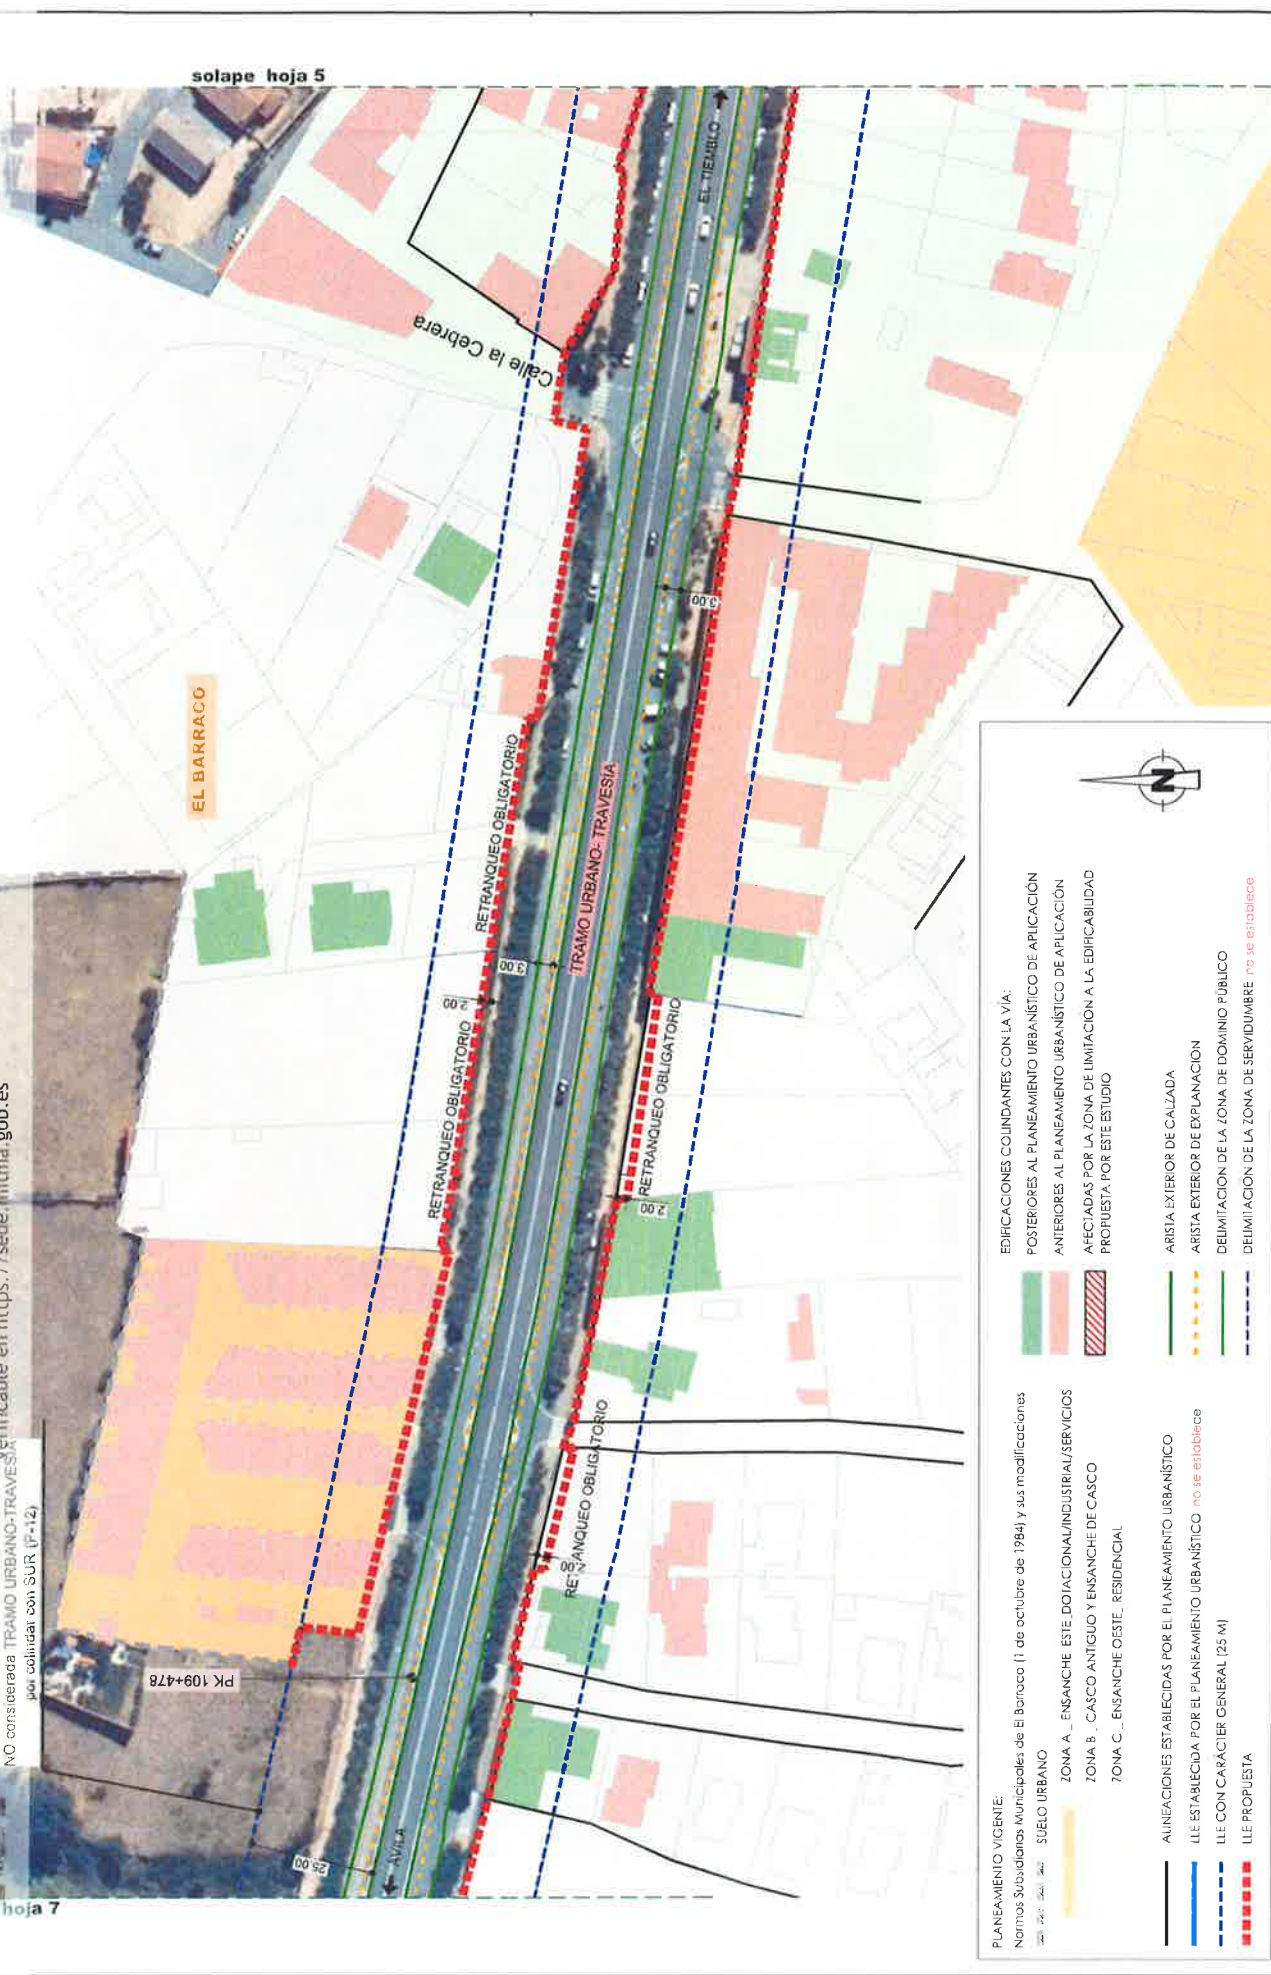 solape hoja 5
EL TIEMBLO
Calle la Cebrera
EL BARRACO
3.00
RETRANQUEO OBLIGATORIO
TRAMO URBANO- TRAVESÍA
3.00
2.00
RETRANQUEO OBLIGATORIO
RETRANQUEO OBLIGATORIO
2.00
RETRANQUEO OBLIGATORIO
2.00
NO considerada TRAMO URBANO-TRAVESÍA
por colindar con SUR (P-12)
PK 109+478
25.00
AVILA
hoja 7
PLANEAMIENTO VIGENTE:
Normas Subsidiarias Municipales de El Barraco (1 de octubre de 1984) y sus modificaciones
SUELO URBANO
ZONA A _ ENSANCHE ESTE_DOTACIONAL/INDUSTRIAL/SERVICIOS
ZONA B _ CASCO ANTIGUO Y ENSANCHE DE CASCO
ZONA C _ ENSANCHE OESTE_ RESIDENCIAL
ALINEACIONES ESTABLECIDAS POR EL PLANEAMIENTO URBANÍSTICO
LLE ESTABLECIDA POR EL PLANEAMIENTO URBANÍSTICO no se establece
LLE CON CARÁCTER GENERAL (25 M)
LLE PROPUESTA
EDIFICACIONES COLINDANTES CON LA VÍA:
POSTERIORES AL PLANEAMIENTO URBANÍSTICO DE APLICACIÓN
ANTERIORES AL PLANEAMIENTO URBANÍSTICO DE APLICACIÓN
AFECTADAS POR LA ZONA DE LIMITACIÓN A LA EDIFICABILIDAD
PROPUESTA POR ESTE ESTUDIO
ARISTA EXTERIOR DE CALZADA
ARISTA EXTERIOR DE EXPLANACIÓN
DELIMITACION DE LA ZONA DE DOMINIO PÚBLICO
DELIMITACIÓN DE LA ZONA DE SERVIDUMBRE no se establece
N